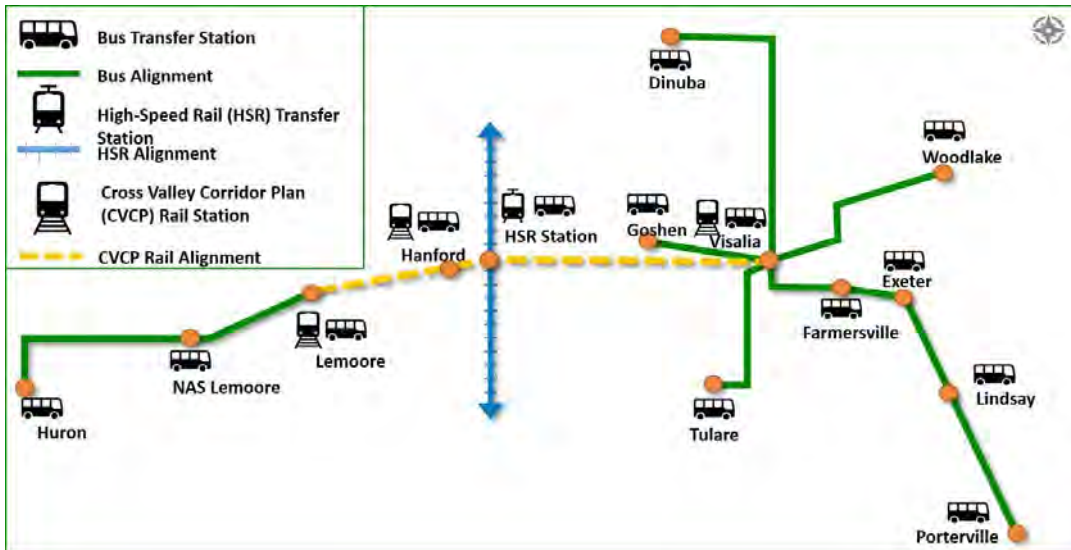 Bus Transfer Station
Bus Alignment
High-Speed Rail (HSR) Transfer
Station
HSR Alignment
Cross Valley Corridor Plan
(CVCP) Rail Station
CVCP Rail Alignment
Dinuba
Woodlake
Goshen
Visalia
HSR Station
Hanford
Exeter
Farmersville
Lemoore
NAS Lemoore
Huron
Tulare
Lindsay
Porterville